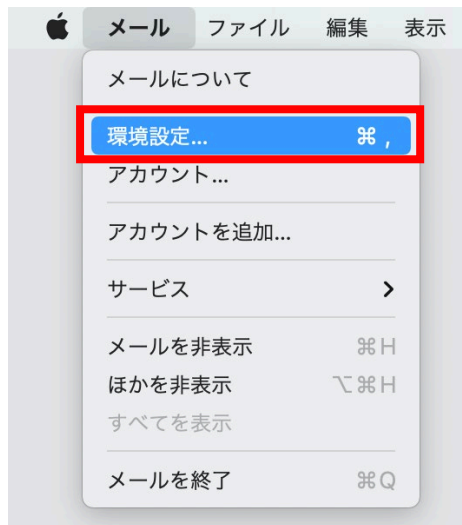 メール ファイル 編集 表示
メールについて
環境設定... ⌘ ,
アカウント...
アカウントを追加...
サービス
メールを非表示 ⌘H
ほかを非表示 ⌥⌘H
すべてを表示
メールを終了 ⌘Q